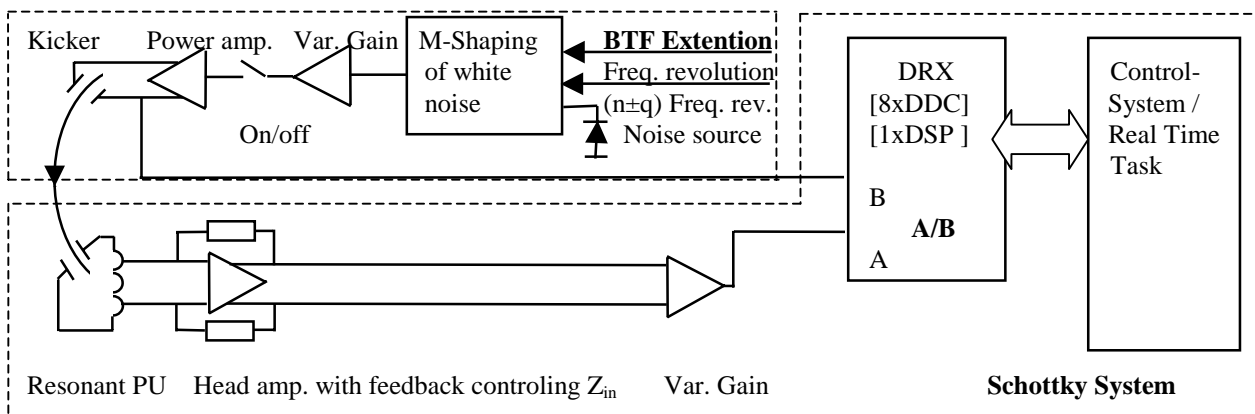 Kicker
Power amp.
Var. Gain
M-Shaping
of white
noise
BTF Extention
Freq. revolution
(n±q) Freq. rev.
Noise source
On/off
DRX
[8xDDC]
[1xDSP ]
B
A/B
A
Control-
System /
Real Time
Task
Resonant PU
Head amp. with feedback controling Zin
Var. Gain
Schottky System